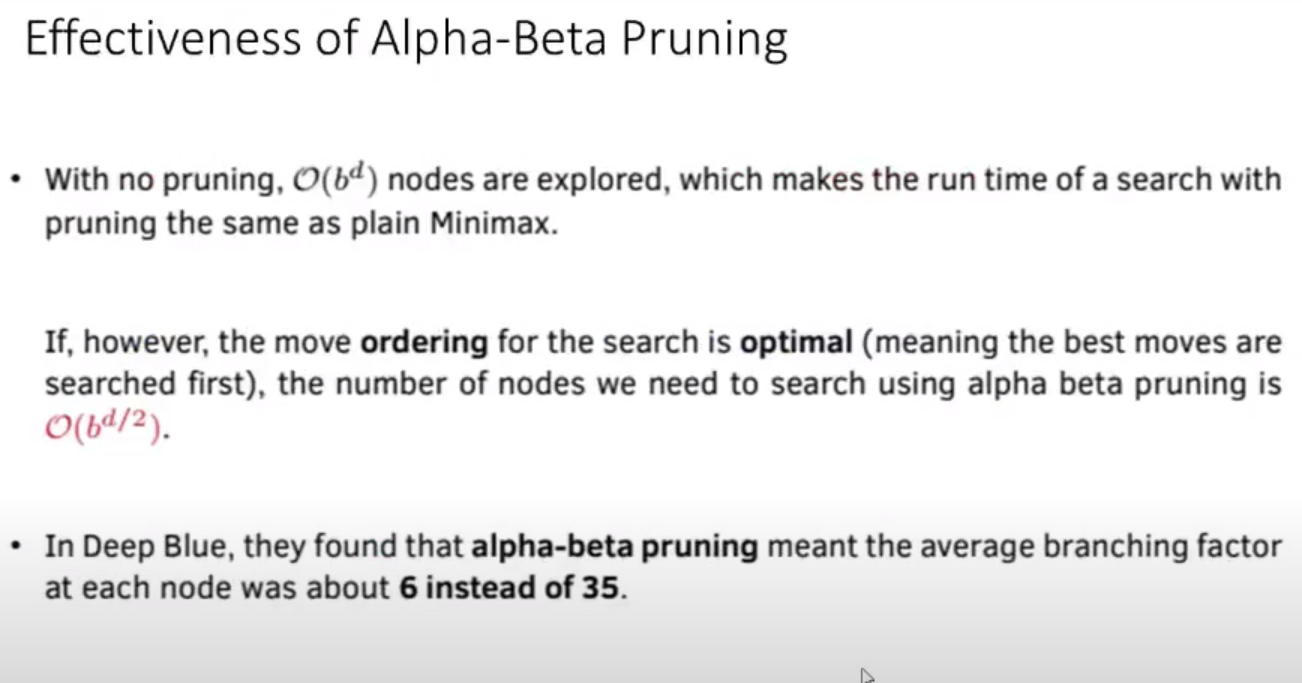 Effectiveness of Alpha-Beta Pruning
• With no pruning, 𝒪(b^d) nodes are explored, which makes the run time of a search with
pruning the same as plain Minimax.
If, however, the move ordering for the search is optimal (meaning the best moves are
searched first), the number of nodes we need to search using alpha beta pruning is
𝒪(b^{d/2}).
• In Deep Blue, they found that alpha-beta pruning meant the average branching factor
at each node was about 6 instead of 35.